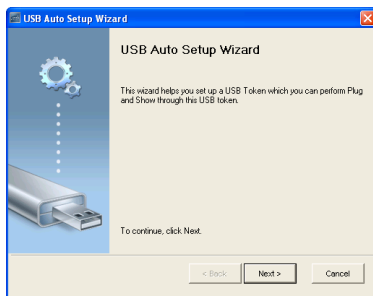 USB Auto Setup Wizard
USB Auto Setup Wizard
This wizard helps you set up a USB Token which you can perform Plug
and Show through this USB token.
To continue, click Next.
< Back
Next >
Cancel